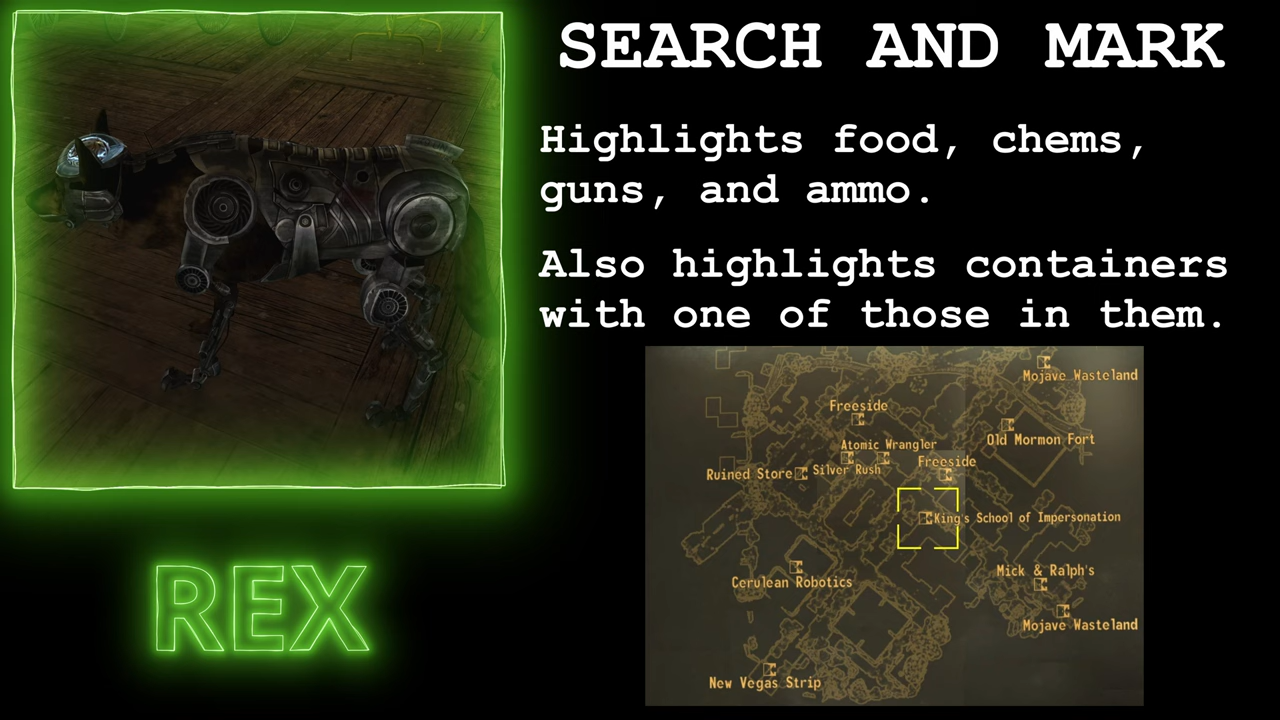 SEARCH AND MARK
Highlights food, chems,
guns, and ammo.
Also highlights containers
with one of those in them.
REX
Mojave Wasteland
Freeside
Old Mormon Fort
Atomic Wrangler
Freeside
Ruined Store
Silver Rush
King's School of Impersonation
Mick & Ralph's
Cerulean Robotics
Mojave Wasteland
New Vegas Strip